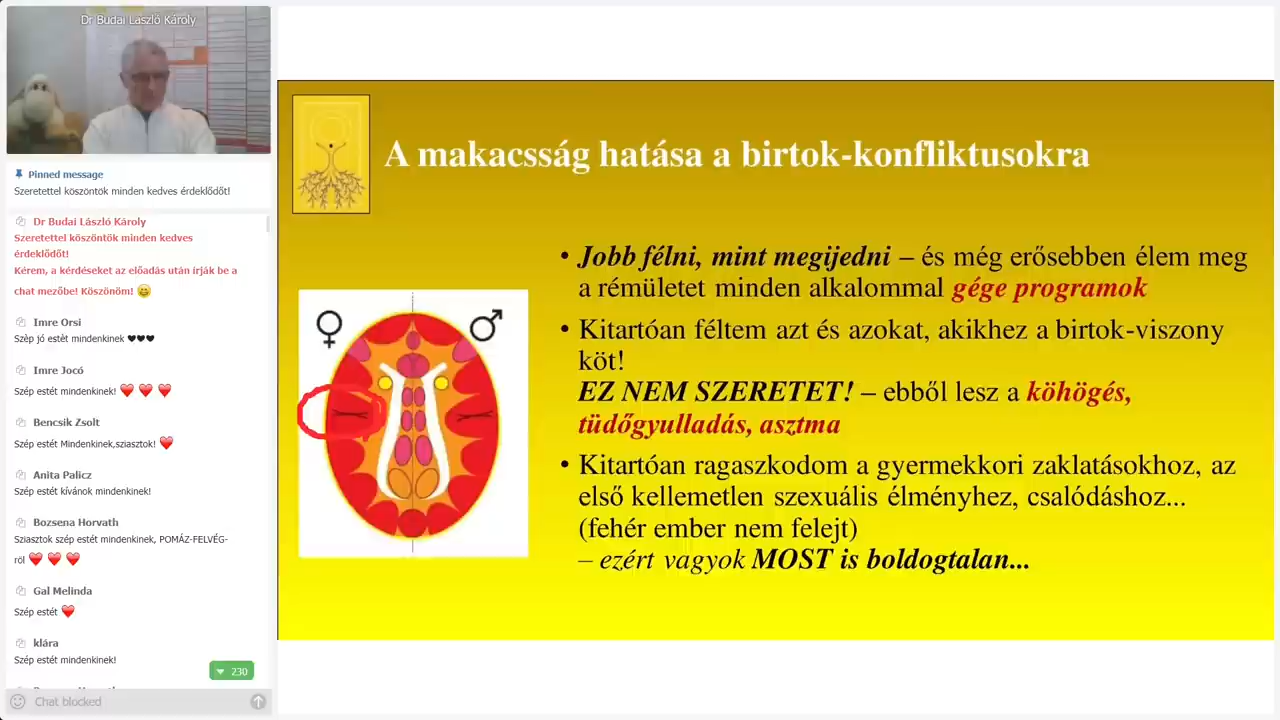 Dr Budai László Károly
Pinned message
Szeretettel köszöntök minden kedves érdeklődőt!
Dr Budai László Károly
Szeretettel köszöntök minden kedves
érdeklődőt!
Kérem, a kérdéseket az előadás után írják be a
chat mezőbe! Köszönöm!
Imre Orsi
Szèp jó estèt mindenkinek
Imre Jocó
Szép estét mindenkinek!
Bencsik Zsolt
Szép estét Mindenkinek,sziasztok!
Anita Palicz
Szép estét kívánok mindenkinek!
Bozsena Horvath
Sziasztok szép estét mindenkinek, POMÁZ-FELVÉG-
ról
Gal Melinda
Szép estét
klára
Szép estét mindenkinek!
230
Chat blocked
A makacsság hatása a birtok-konfliktusokra
• Jobb félni, mint megijedni – és még erősebben élem meg
a rémületet minden alkalommal gége programok
• Kitartóan féltem azt és azokat, akikhez a birtok-viszony
köt!
EZ NEM SZERETET! – ebből lesz a köhögés,
tüdőgyulladás, asztma
• Kitartóan ragaszkodom a gyermekkori zaklatásokhoz, az
első kellemetlen szexuális élményhez, csalódáshoz...
(fehér ember nem felejt)
– ezért vagyok MOST is boldogtalan...